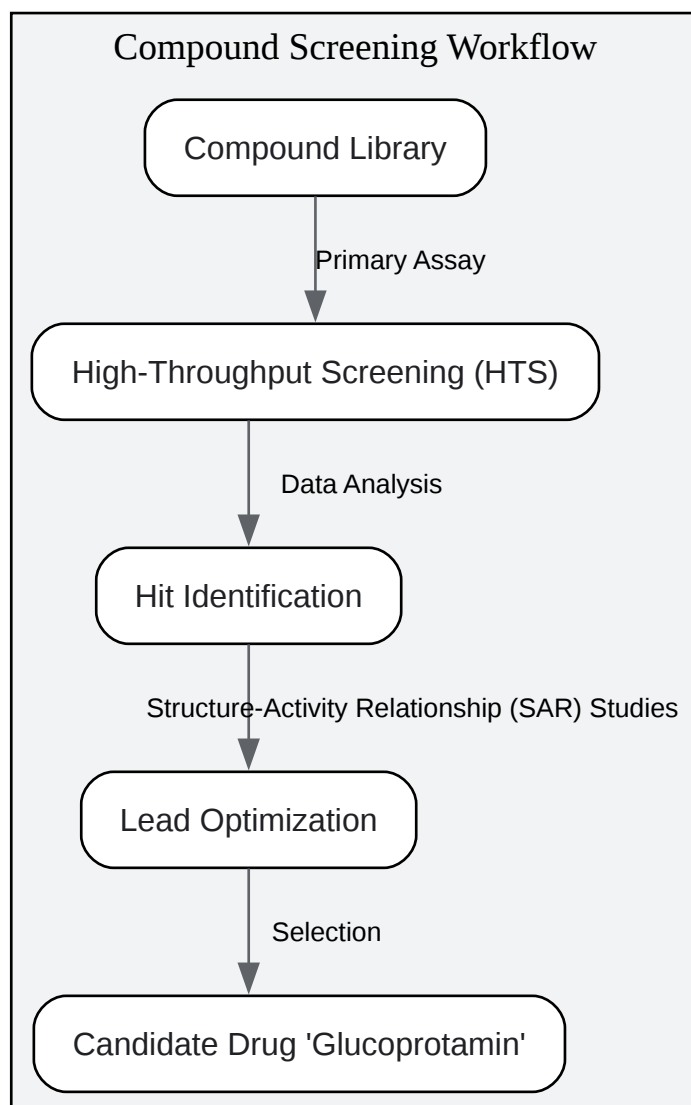 Compound Screening Workflow
Compound Library
Primary Assay
High-Throughput Screening (HTS)
Data Analysis
Hit Identification
Structure-Activity Relationship (SAR) Studies
Lead Optimization
Selection
Candidate Drug 'Glucoprotamin'